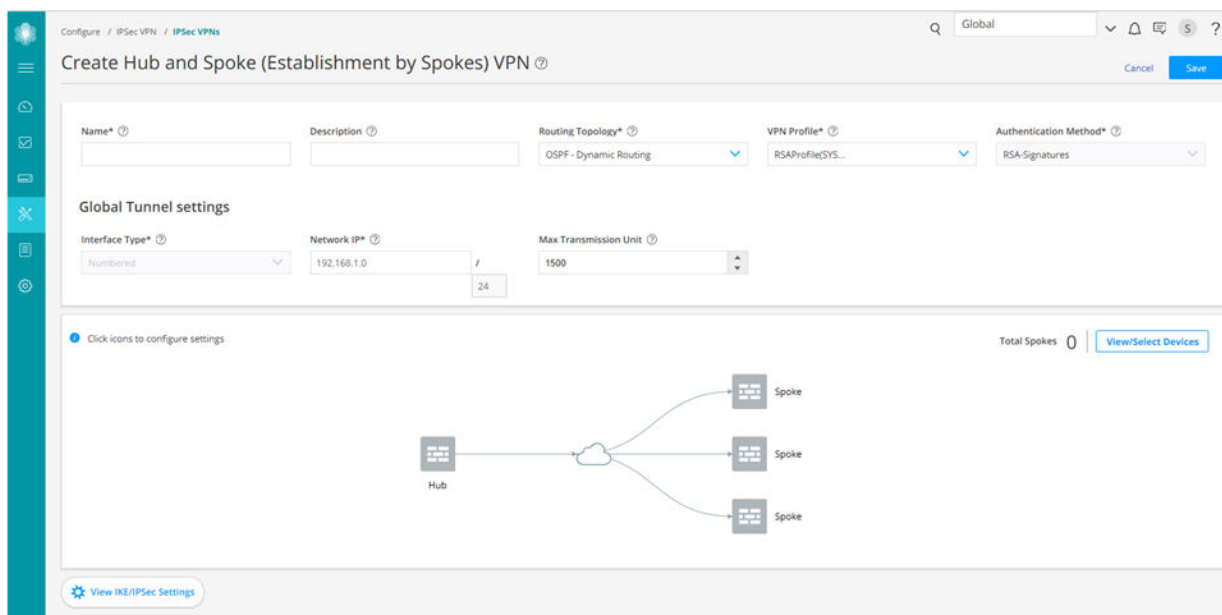 Configure / IPSec VPN / IPSec VPNs
Global
S ?
Create Hub and Spoke (Establishment by Spokes) VPN ?
Cancel Save
Name* ? Description ? Routing Topology* ? VPN Profile* ? Authentication Method* ?
OSPF - Dynamic Routing RSAProfile(SYS... RSA-Signatures
Global Tunnel settings
Interface Type* ? Network IP* ? Max Transmission Unit ?
Numbered 192.168.1.0 / 1500
24
Click icons to configure settings
Total Spokes 0 View/Select Devices
Spoke
Spoke
Hub
Spoke
View IKE/IPSec Settings